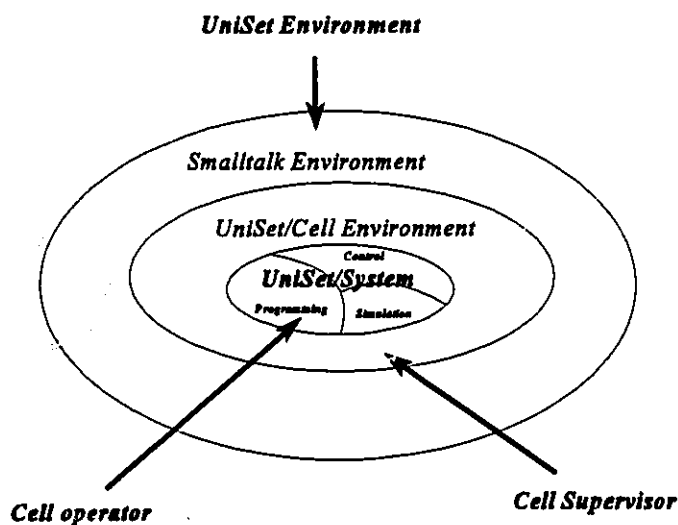 UniSet Environment
Smalltalk Environment
UniSet/Cell Environment
Control
UniSet/System
Programming
Simulation
Cell operator
Cell Supervisor